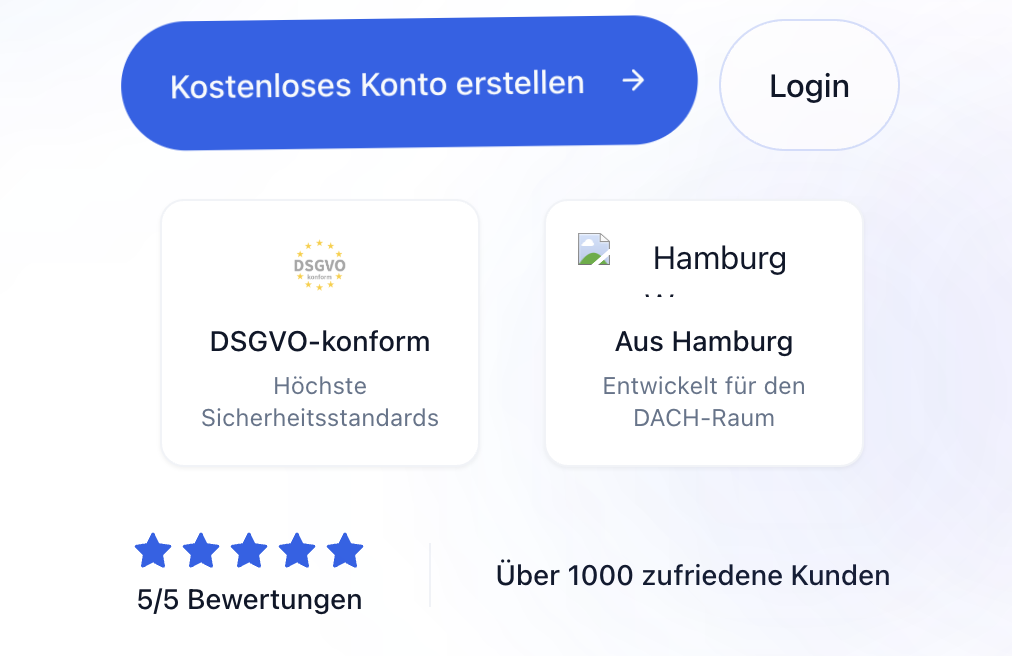 Kostenloses Konto erstellen
Login
DSGVO
konform
Hamburg
DSGVO-konform
Höchste
Sicherheitsstandards
Aus Hamburg
Entwickelt für den
DACH-Raum
5/5 Bewertungen
Über 1000 zufriedene Kunden